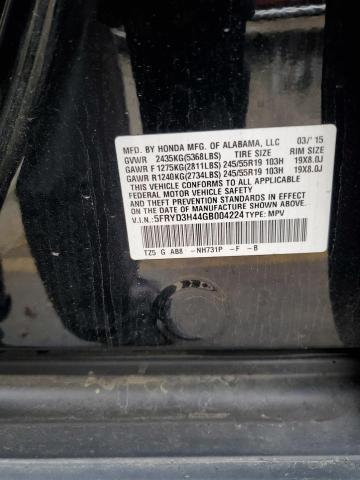 MFD. BY HONDA MFG. OF ALABAMA, LLC 03/'15
GVWR 2435KG(5368LBS) TIRE SIZE RIM SIZE
GAWR F 1275KG(2811LBS) 245/55R19 103H 19X8.0J
GAWR R1240KG(2734LBS) 245/55R19 103H 19X8.0J
THIS VEHICLE CONFORMS TO ALL APPLICABLE
FEDERAL MOTOR VEHICLE SAFETY
AND THEFT PREVENTION STANDARDS IN EFFECT ON THE
DATE OF MANUFACTURE SHOWN ABOVE.
V.I.N.:5FRYD3H44GB004224 TYPE: MPV
TZ5 G AB8 -NH731P -F -B